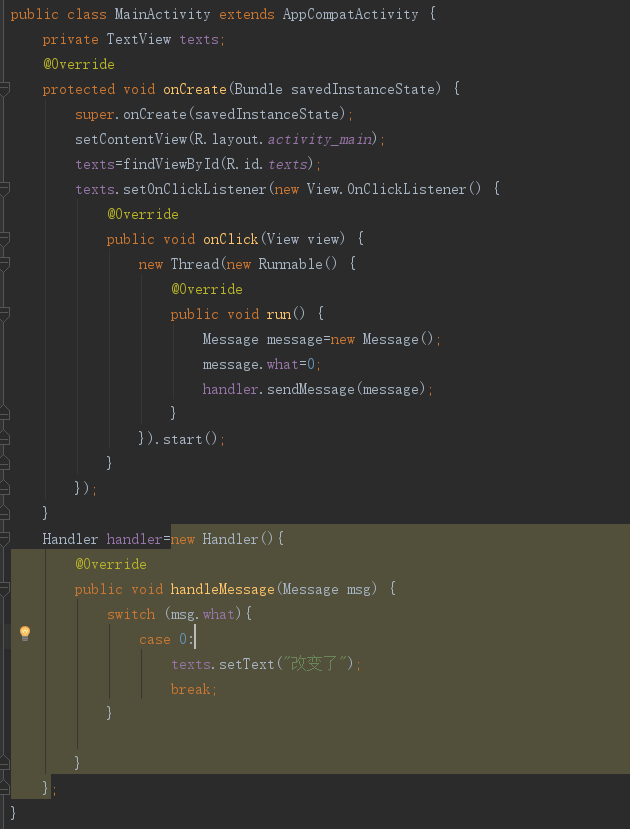 public class MainActivity extends AppCompatActivity {
    private TextView texts;
    @Override
    protected void onCreate(Bundle savedInstanceState) {
        super.onCreate(savedInstanceState);
        setContentView(R.layout.activity_main);
        texts=findViewById(R.id.texts);
        texts.setOnClickListener(new View.OnClickListener() {
            @Override
            public void onClick(View view) {
                new Thread(new Runnable() {
                    @Override
                    public void run() {
                        Message message=new Message();
                        message.what=0;
                        handler.sendMessage(message);
                    }
                }).start();
            }
        });
    }
    Handler handler=new Handler(){
        @Override
        public void handleMessage(Message msg) {
            switch (msg.what){
                case 0:
                    texts.setText("改变了");
                    break;
            }

        }
    };
}